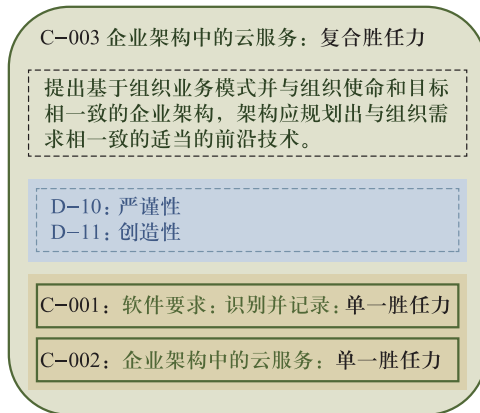 C-003 企业架构中的云服务：复合胜任力
提出基于组织业务模式并与组织使命和目标
相一致的企业架构，架构应规划出与组织需
求相一致的适当的前沿技术。
D-10：严谨性
D-11：创造性
C-001：软件要求：识别并记录：单一胜任力
C-002：企业架构中的云服务：单一胜任力